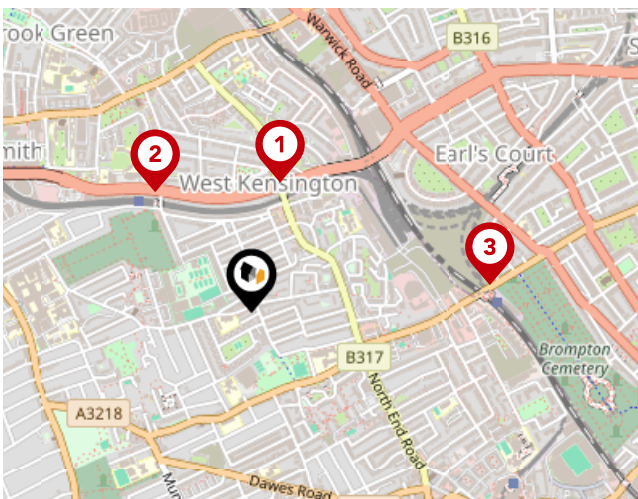 rook Green
Warwick Road
B316
S
mith
2
1
West Kensington
Earl's Court
3
Brompton
Cemetery
B317
North End Road
A3218
Mun
Dawes Road